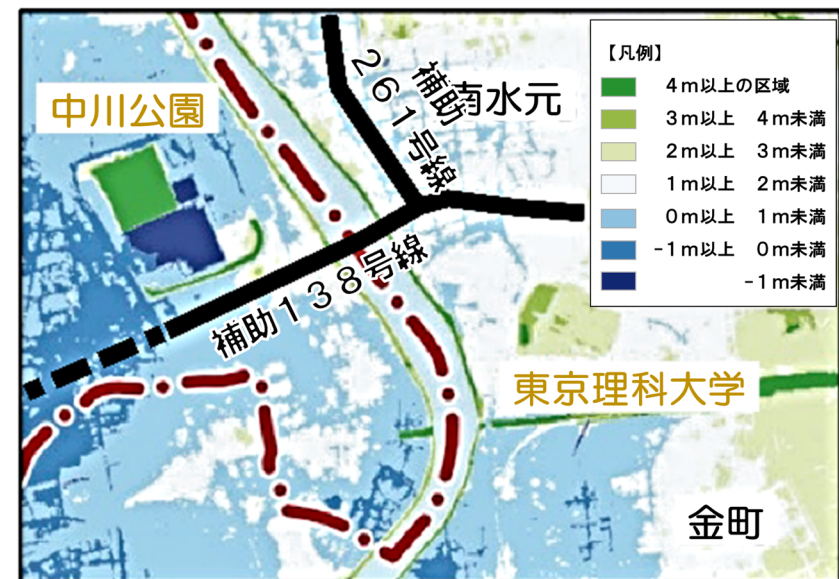 中川公園
補助261号線
南水元
補助138号線
東京理科大学
金町
【凡例】
4m以上の区域
3m以上 4m未満
2m以上 3m未満
1m以上 2m未満
0m以上 1m未満
-1m以上 0m未満
-1m未満